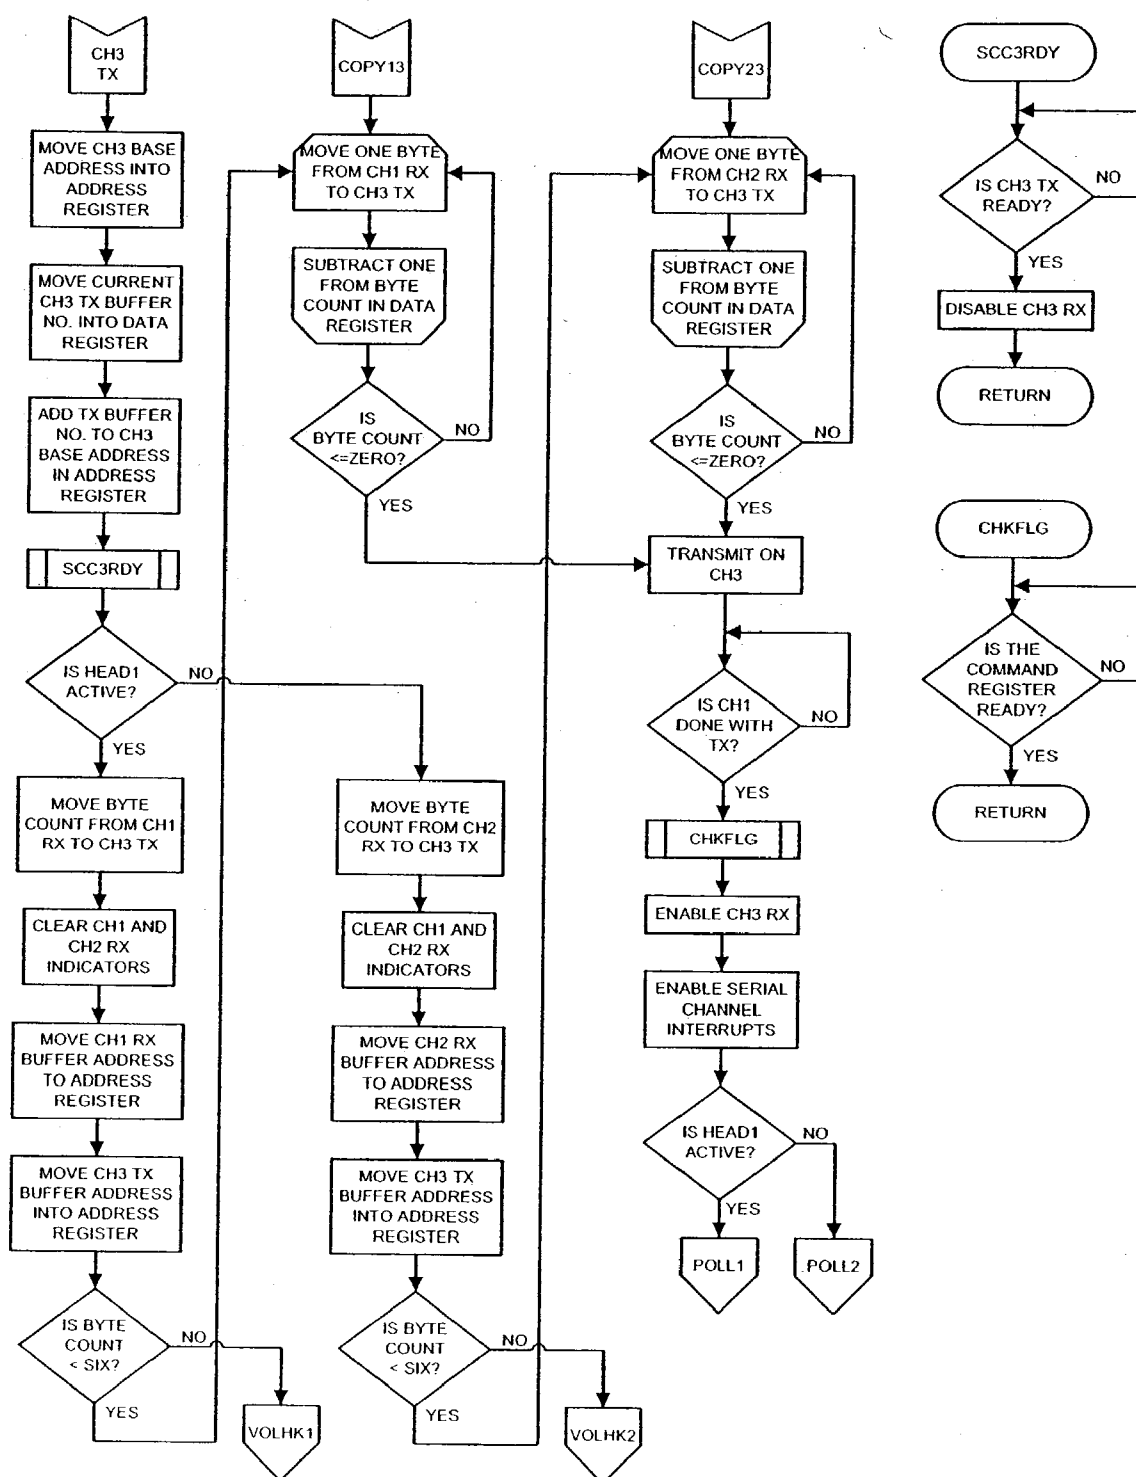 CH3
TX
MOVE CH3 BASE
ADDRESS INTO
ADDRESS
REGISTER
MOVE CURRENT
CH3 TX BUFFER
NO. INTO DATA
REGISTER
ADD TX BUFFER
NO. TO CH3
BASE ADDRESS
IN ADDRESS
REGISTER
SCC3RDY
IS HEAD1
ACTIVE?
NO
YES
MOVE BYTE
COUNT FROM CH1
RX TO CH3 TX
CLEAR CH1 AND
CH2 RX
INDICATORS
MOVE CH1 RX
BUFFER ADDRESS
TO ADDRESS
REGISTER
MOVE CH3 TX
BUFFER ADDRESS
INTO ADDRESS
REGISTER
IS BYTE
COUNT
< SIX?
NO
YES
VOLHK1
COPY13
MOVE ONE BYTE
FROM CH1 RX
TO CH3 TX
SUBTRACT ONE
FROM BYTE
COUNT IN DATA
REGISTER
IS
BYTE COUNT
<=ZERO?
NO
YES
MOVE BYTE
COUNT FROM CH2
RX TO CH3 TX
CLEAR CH1 AND
CH2 RX
INDICATORS
MOVE CH2 RX
BUFFER ADDRESS
TO ADDRESS
REGISTER
MOVE CH3 TX
BUFFER ADDRESS
INTO ADDRESS
REGISTER
IS BYTE
COUNT
< SIX?
NO
YES
VOLHK2
COPY23
MOVE ONE BYTE
FROM CH2 RX
TO CH3 TX
SUBTRACT ONE
FROM BYTE
COUNT IN DATA
REGISTER
IS
BYTE COUNT
<=ZERO?
NO
YES
TRANSMIT ON
CH3
IS CH1
DONE WITH
TX?
NO
YES
CHKFLG
ENABLE CH3 RX
ENABLE SERIAL
CHANNEL
INTERRUPTS
IS HEAD1
ACTIVE?
NO
YES
POLL1
POLL2
SCC3RDY
IS CH3 TX
READY?
NO
YES
DISABLE CH3 RX
RETURN
CHKFLG
IS THE
COMMAND
REGISTER
READY?
NO
YES
RETURN